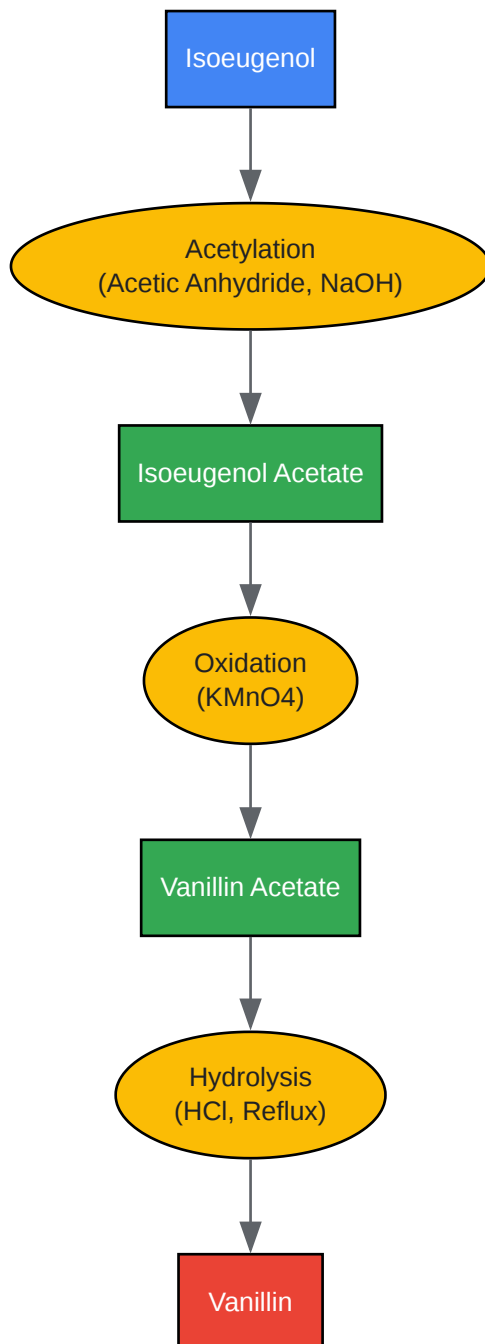 Isoeugenol
Acetylation
(Acetic Anhydride, NaOH)
Isoeugenol Acetate
Oxidation
(KMnO4)
Vanillin Acetate
Hydrolysis
(HCl, Reflux)
Vanillin